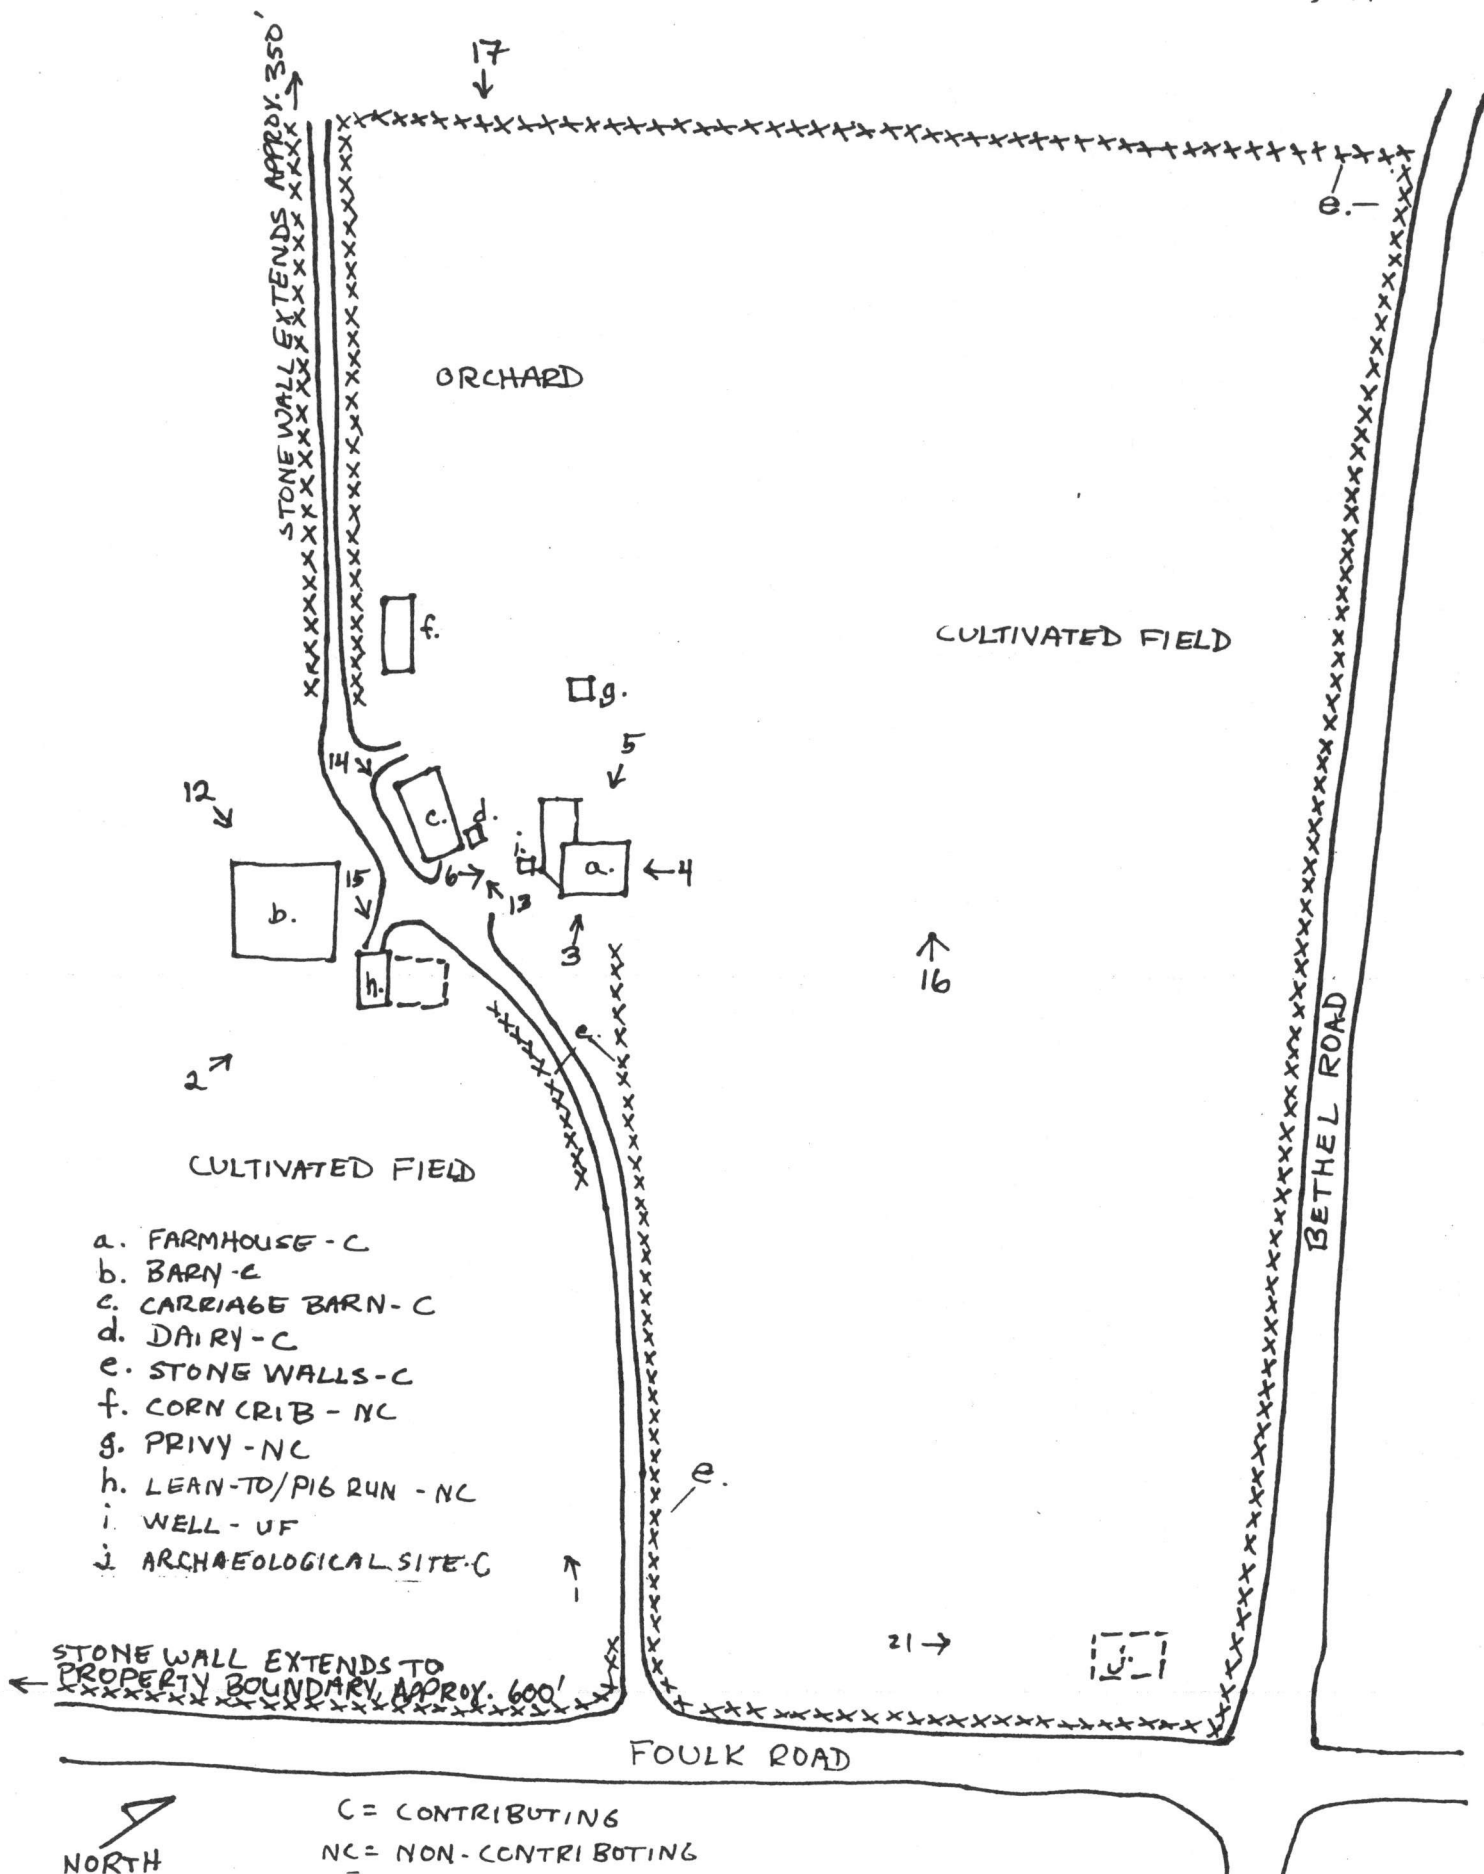 17
STONE WALL EXTENDS APPROX. 350'
e.
ORCHARD
f.
CULTIVATED FIELD
g.
5
14
12
c.
d.
i.
15
6
a.
4
b.
13
3
h.
16
e.
2
BETHEL ROAD
CULTIVATED FIELD
a. FARMHOUSE - C
b. BARN - C
c. CARRIAGE BARN - C
d. DAIRY - C
e. STONE WALLS - C
f. CORN CRIB - NC
g. PRIVY - NC
h. LEAN-TO/PIG RUN - NC
i. WELL - UF
j ARCHAEOLOGICAL SITE - C
e.
1
21
j.
STONE WALL EXTENDS TO
PROPERTY BOUNDARY, APPROX. 600'
FOULK ROAD
C = CONTRIBUTING
NC = NON-CONTRIBUTING
NORTH